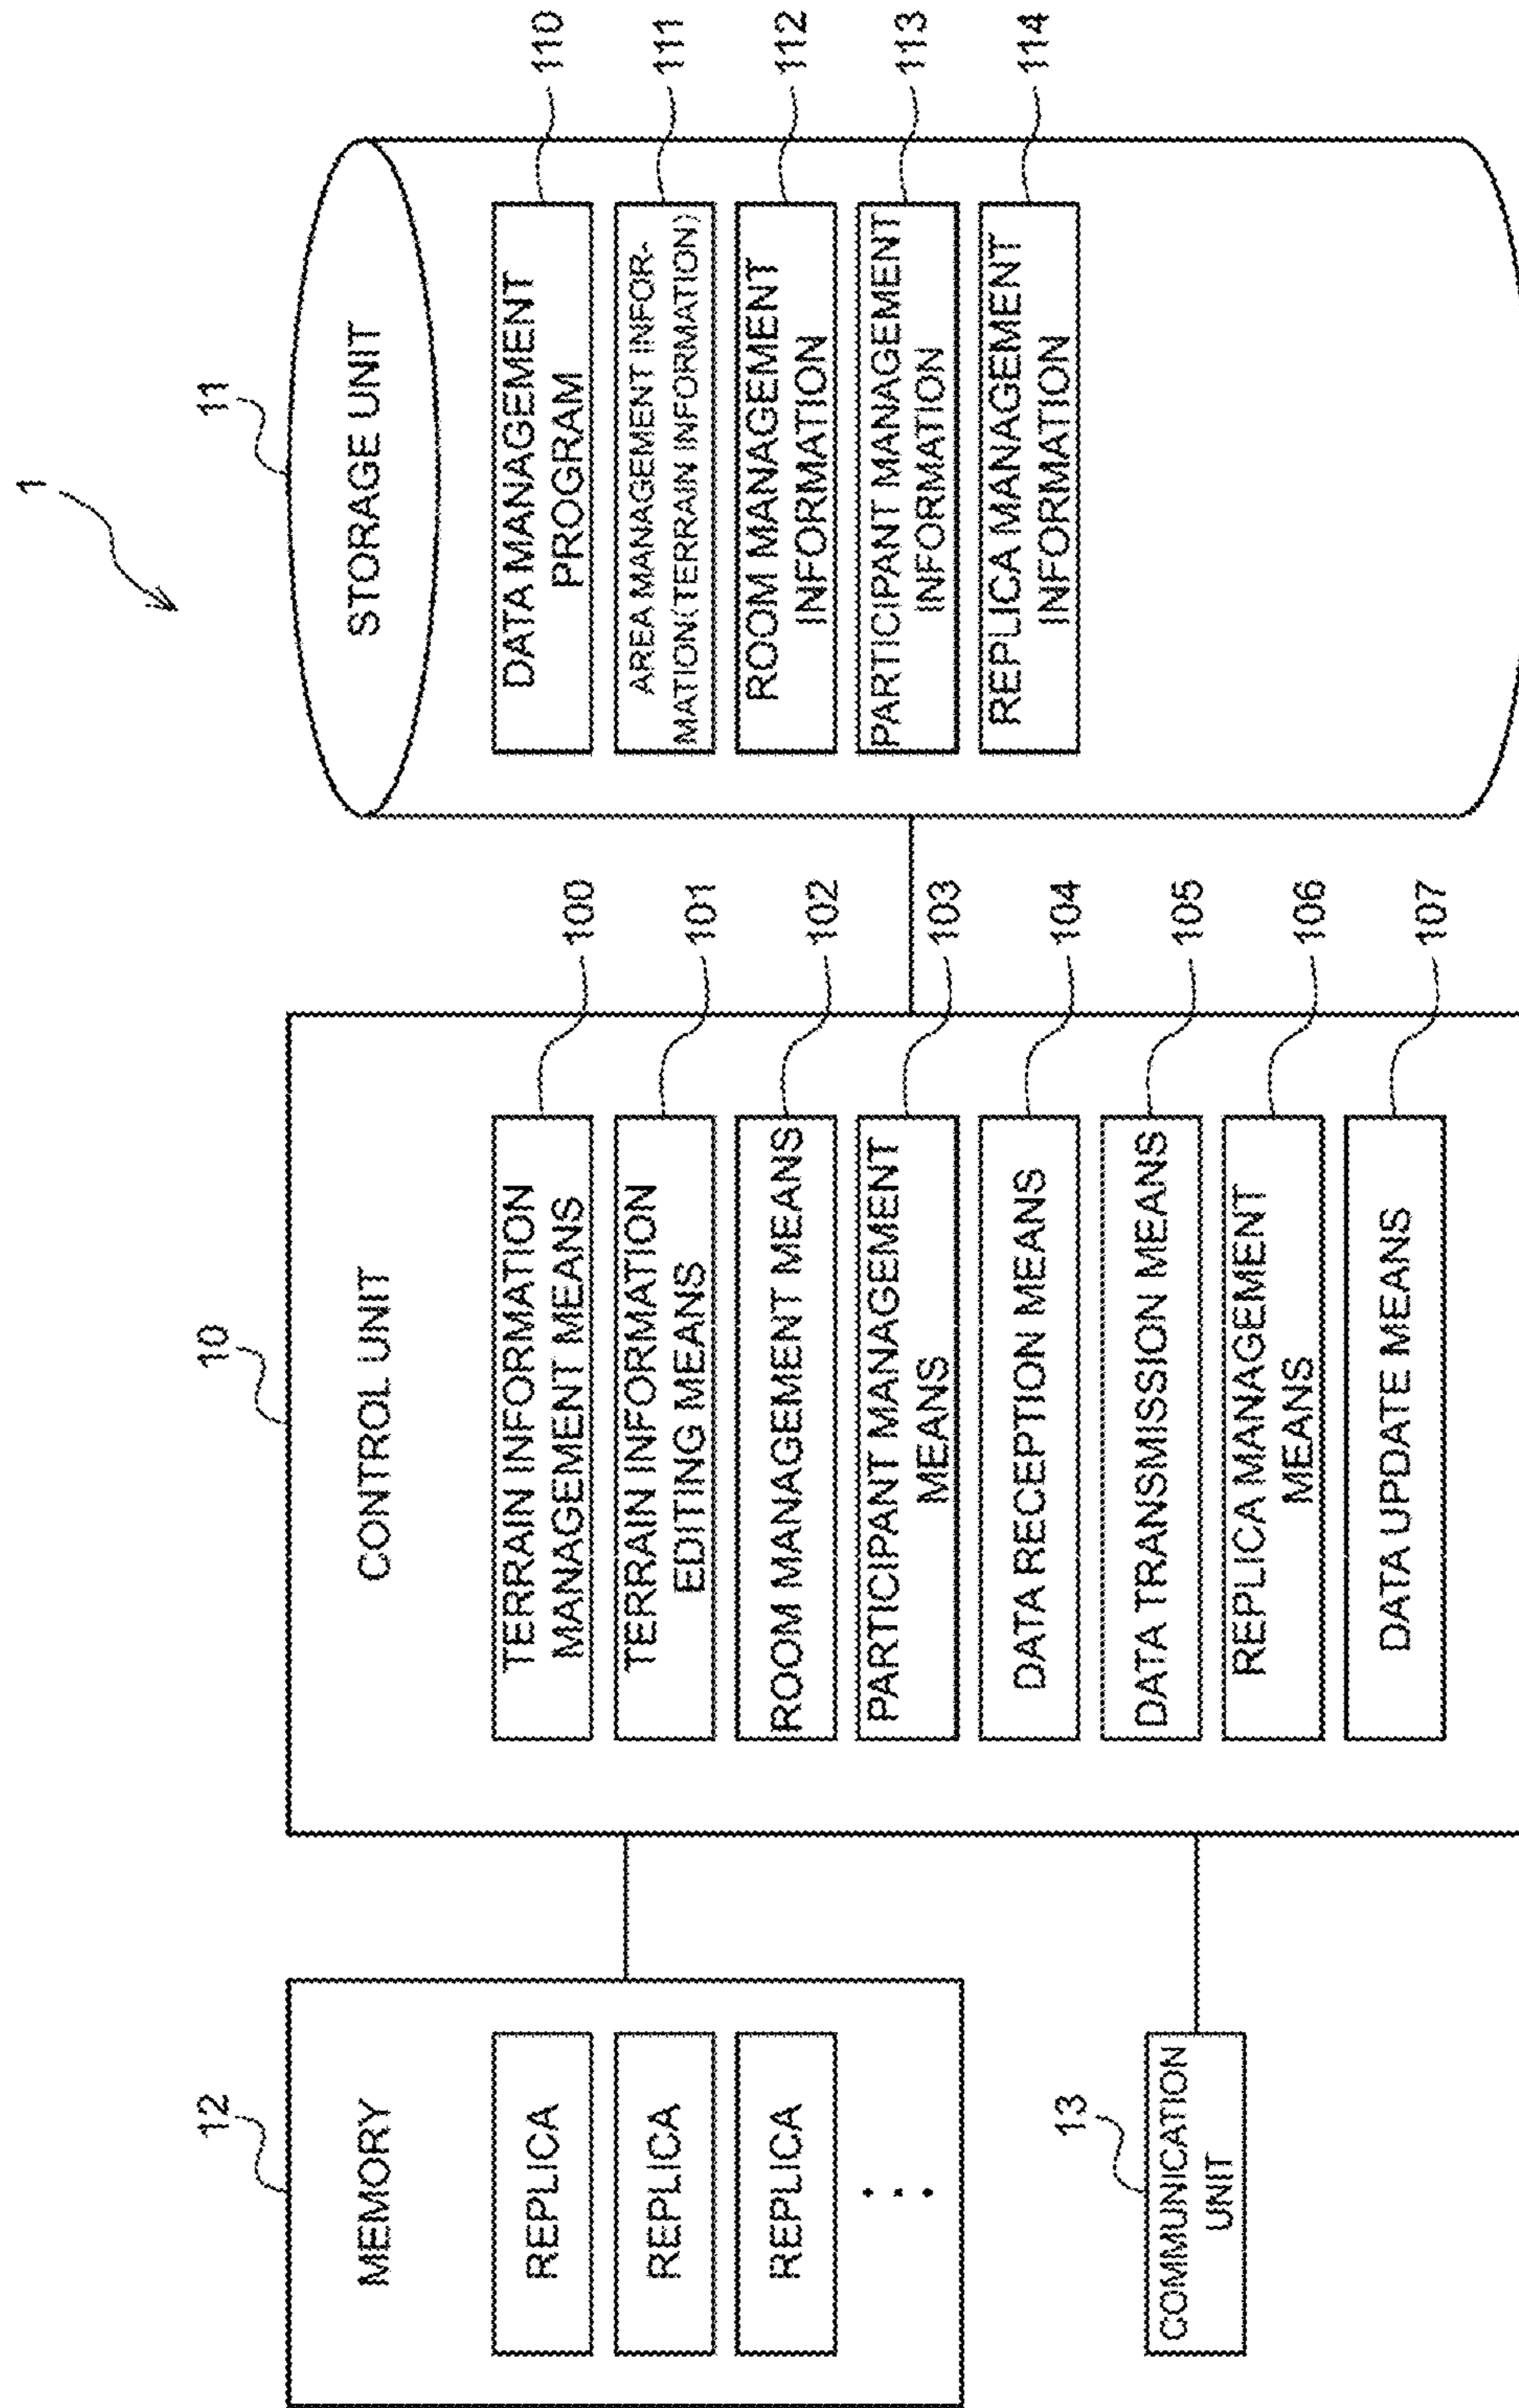 1
12
MEMORY
REPLICA
REPLICA
REPLICA
13
COMMUNICATION
UNIT
10
CONTROL UNIT
TERRAIN INFORMATION
MANAGEMENT MEANS
100
TERRAIN INFORMATION
EDITING MEANS
101
ROOM MANAGEMENT MEANS
102
PARTICIPANT MANAGEMENT
MEANS
103
DATA RECEPTION MEANS
104
DATA TRANSMISSION MEANS
105
REPLICA MANAGEMENT
MEANS
106
DATA UPDATE MEANS
107
11
STORAGE UNIT
DATA MANAGEMENT
PROGRAM
110
AREA MANAGEMENT INFOR-
MATION(TERRAIN INFORMATION)
111
ROOM MANAGEMENT
INFORMATION
112
PARTICIPANT MANAGEMENT
INFORMATION
113
REPLICA MANAGEMENT
INFORMATION
114